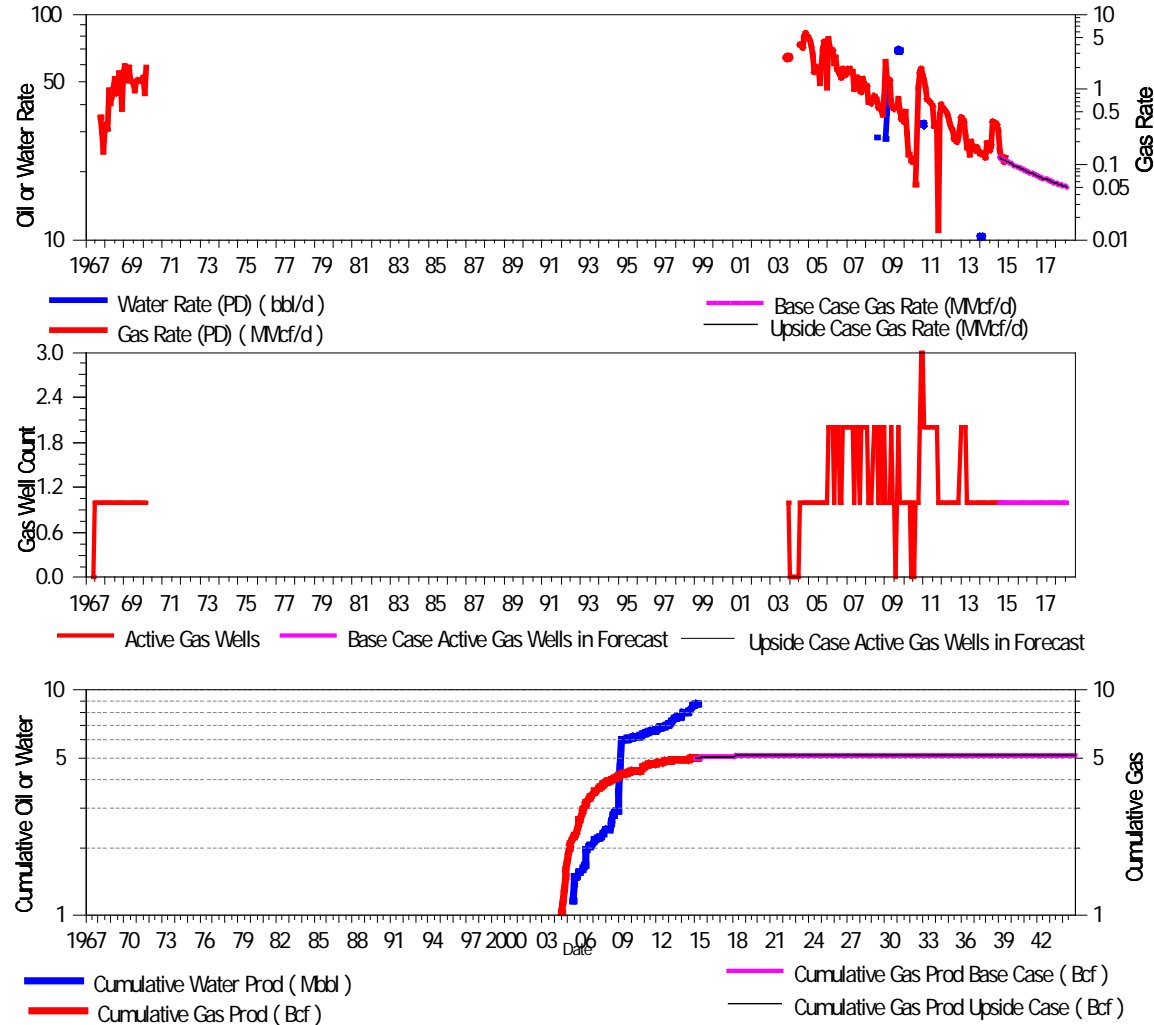 100
50
10
Oil or Water Rate
10
5
1
0.5
0.1
0.05
0.01
Gas Rate
1967 69 71 73 75 77 79 81 83 85 87 89 91 93 95 97 99 01 03 05 07 09 11 13 15 17
Water Rate (PD) ( bbl/d )
Gas Rate (PD) ( MMcf/d )
Base Case Gas Rate (MMcf/d)
Upside Case Gas Rate (MMcf/d)
3.0
2.4
1.8
1.2
0.6
0.0
Gas Well Count
1967 69 71 73 75 77 79 81 83 85 87 89 91 93 95 97 99 01 03 05 07 09 11 13 15 17
Active Gas Wells
Base Case Active Gas Wells in Forecast
Upside Case Active Gas Wells in Forecast
10
5
1
Cumulative Oil or Water
10
5
1
Cumulative Gas
1967 70 73 76 79 82 85 88 91 94 97 2000 03 06 09 12 15 18 21 24 27 30 33 36 39 42
Date
Cumulative Water Prod ( Mbbl )
Cumulative Gas Prod ( Bcf )
Cumulative Gas Prod Base Case ( Bcf )
Cumulative Gas Prod Upside Case ( Bcf )